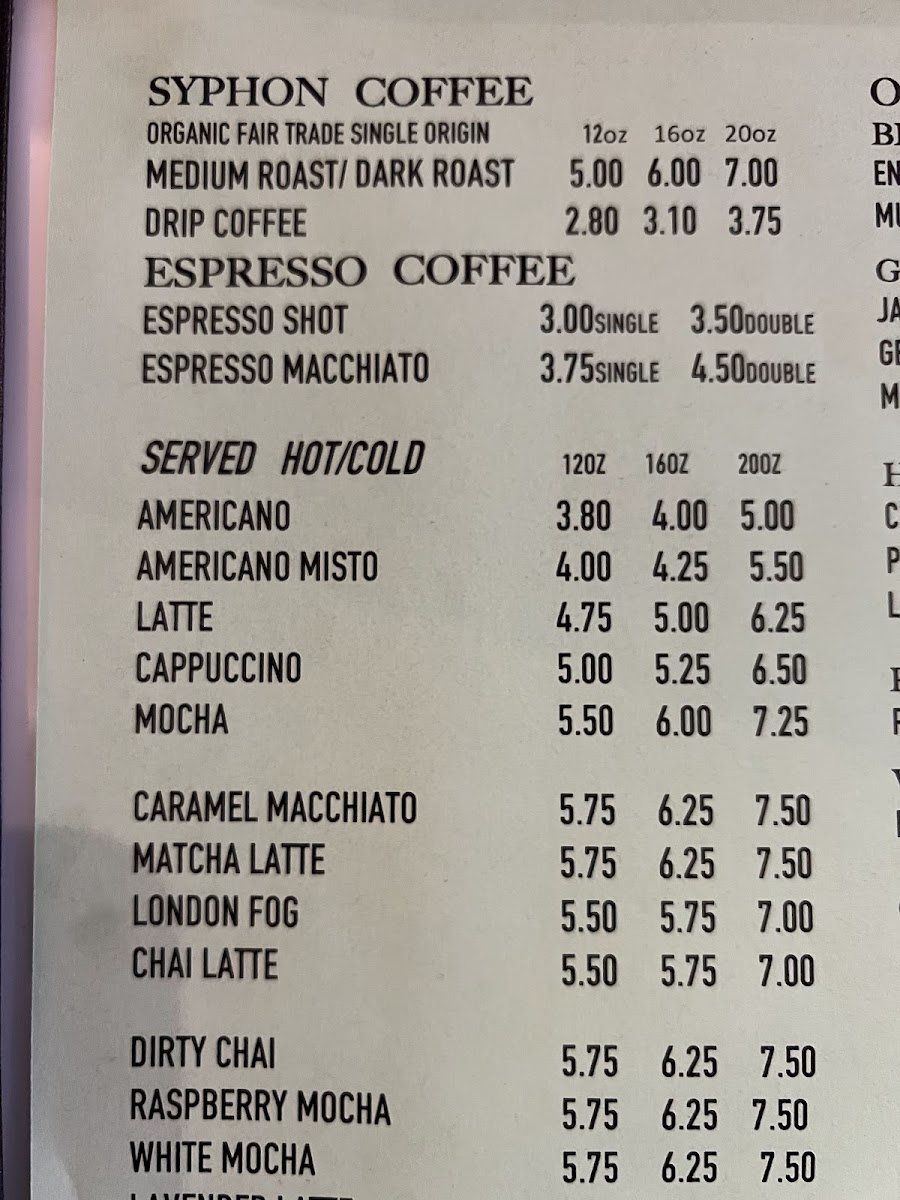 SYPHON COFFEE
ORGANIC FAIR TRADE SINGLE ORIGIN 12oz 16oz 20oz
MEDIUM ROAST/ DARK ROAST 5.00 6.00 7.00
DRIP COFFEE 2.80 3.10 3.75
ESPRESSO COFFEE
ESPRESSO SHOT 3.00SINGLE 3.50DOUBLE
ESPRESSO MACCHIATO 3.75SINGLE 4.50DOUBLE
SERVED HOT/COLD 12OZ 16OZ 20OZ
AMERICANO 3.80 4.00 5.00
AMERICANO MISTO 4.00 4.25 5.50
LATTE 4.75 5.00 6.25
CAPPUCCINO 5.00 5.25 6.50
MOCHA 5.50 6.00 7.25
CARAMEL MACCHIATO 5.75 6.25 7.50
MATCHA LATTE 5.75 6.25 7.50
LONDON FOG 5.50 5.75 7.00
CHAI LATTE 5.50 5.75 7.00
DIRTY CHAI 5.75 6.25 7.50
RASPBERRY MOCHA 5.75 6.25 7.50
WHITE MOCHA 5.75 6.25 7.50